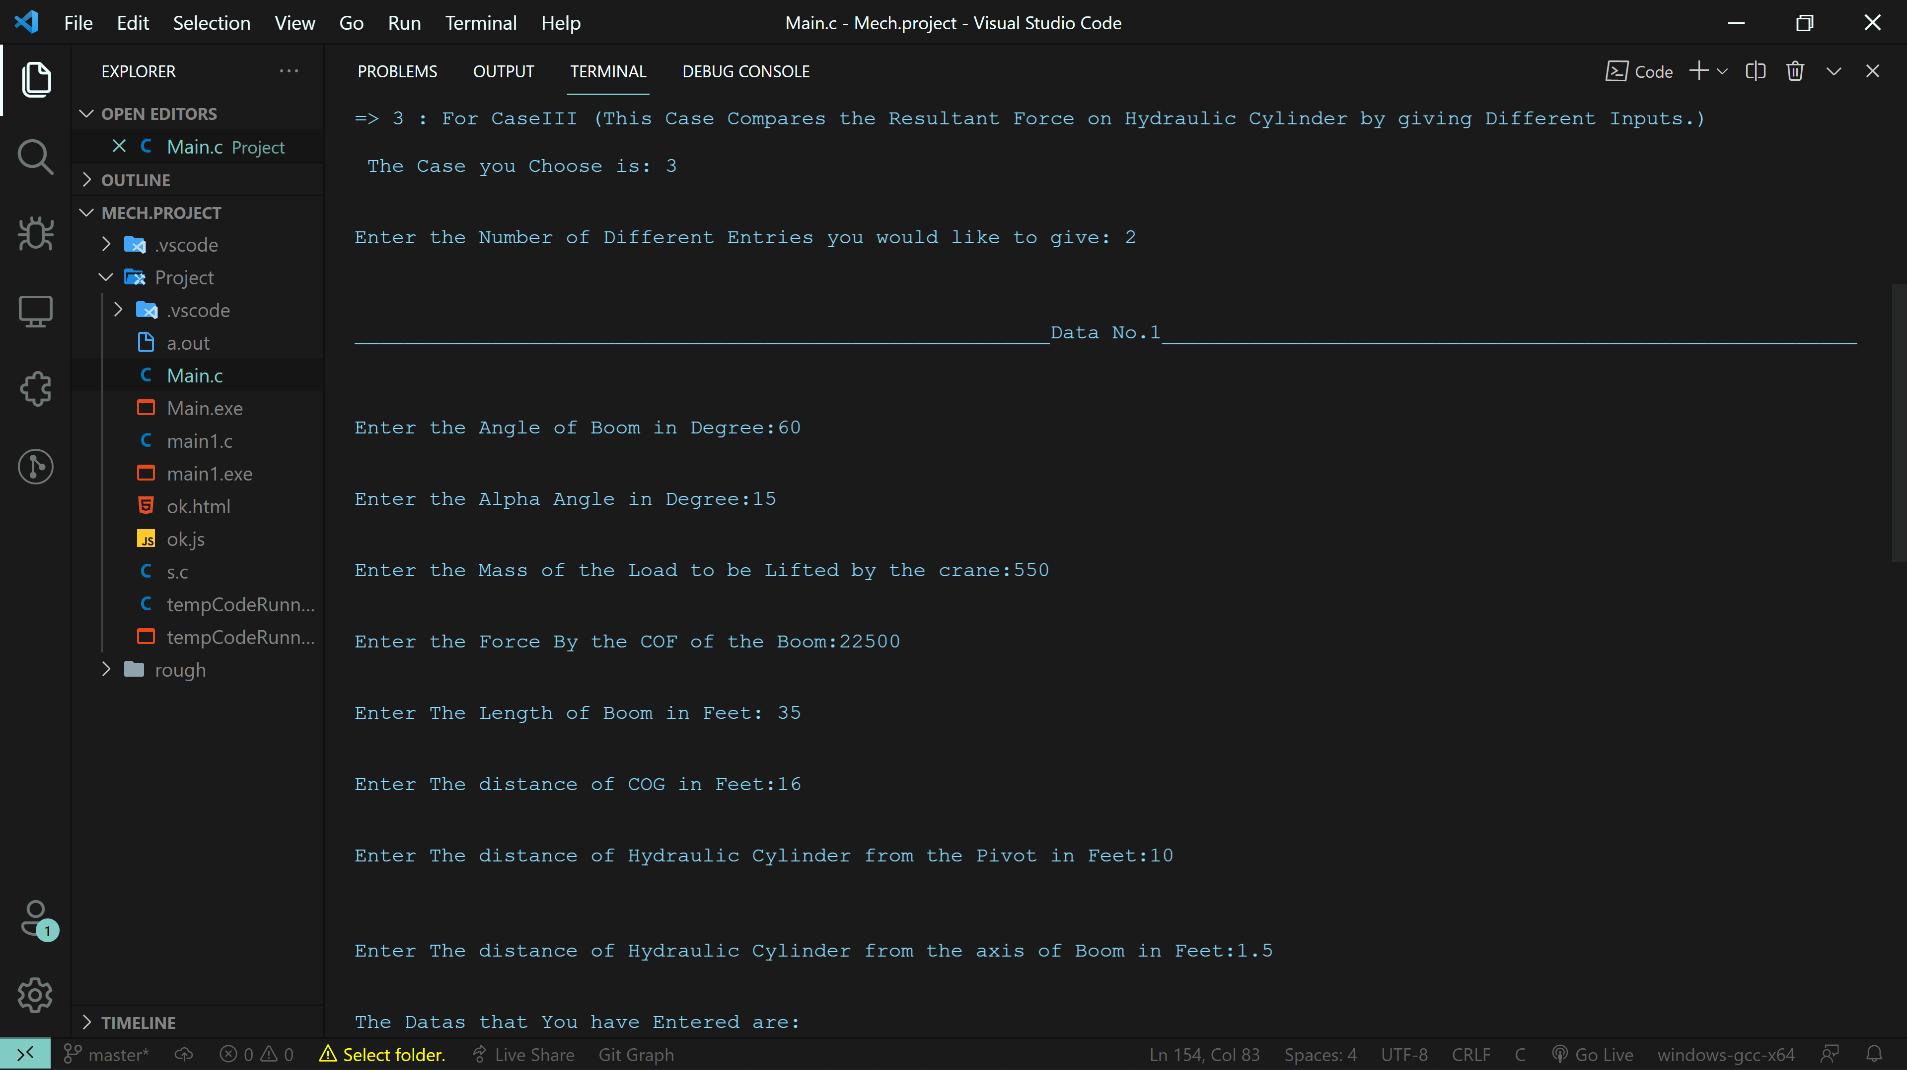 File Edit Selection View Go Run Terminal Help
Main.c - Mech.project - Visual Studio Code
EXPLORER ...
PROBLEMS OUTPUT TERMINAL DEBUG CONSOLE
Code
OPEN EDITORS
C Main.c Project
OUTLINE
MECH.PROJECT
.vscode
Project
.vscode
a.out
C Main.c
Main.exe
C main1.c
main1.exe
ok.html
JS ok.js
C s.c
C tempCodeRunn...
tempCodeRunn...
rough
TIMELINE
=> 3 : For CaseIII (This Case Compares the Resultant Force on Hydraulic Cylinder by giving Different Inputs.)
The Case you Choose is: 3
Enter the Number of Different Entries you would like to give: 2
Data No.1
Enter the Angle of Boom in Degree:60
Enter the Alpha Angle in Degree:15
Enter the Mass of the Load to be Lifted by the crane:550
Enter the Force By the COF of the Boom:22500
Enter The Length of Boom in Feet: 35
Enter The distance of COG in Feet:16
Enter The distance of Hydraulic Cylinder from the Pivot in Feet:10
Enter The distance of Hydraulic Cylinder from the axis of Boom in Feet:1.5
The Datas that You have Entered are:
1
master* 0 0 Select folder. Live Share Git Graph
Ln 154, Col 83 Spaces: 4 UTF-8 CRLF C Go Live windows-gcc-x64